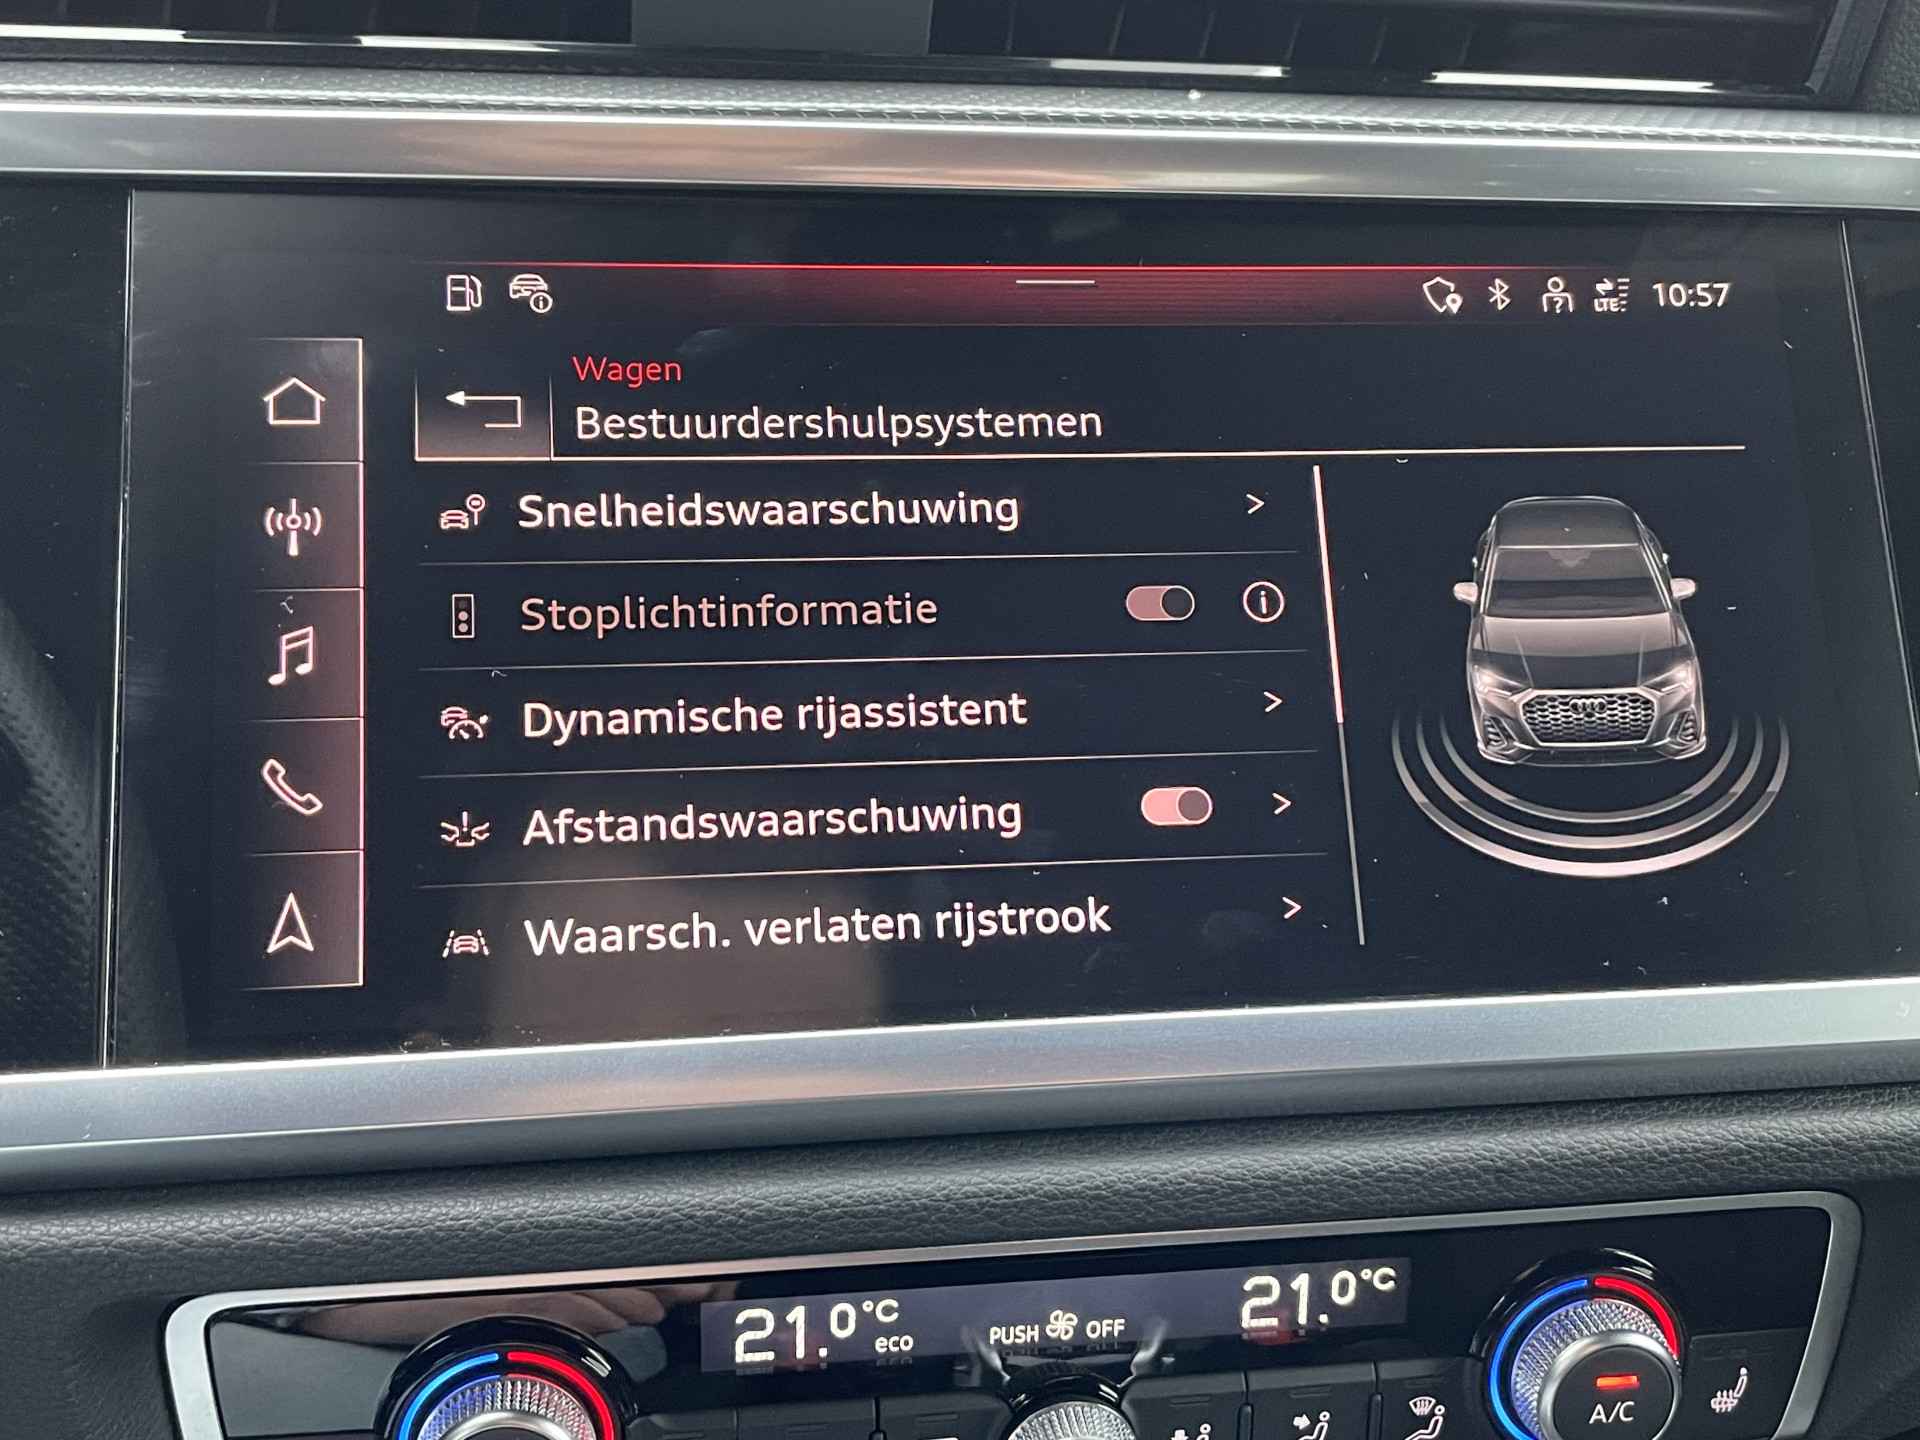 LTE 10:57
Wagen
Bestuurdershulpsystemen
Snelheidswaarschuwing
Stoplichtinformatie
Dynamische rijassistent
Afstandswaarschuwing
Waarsch. verlaten rijstrook
21.0°C eco
PUSH OFF
21.0°C
A/C